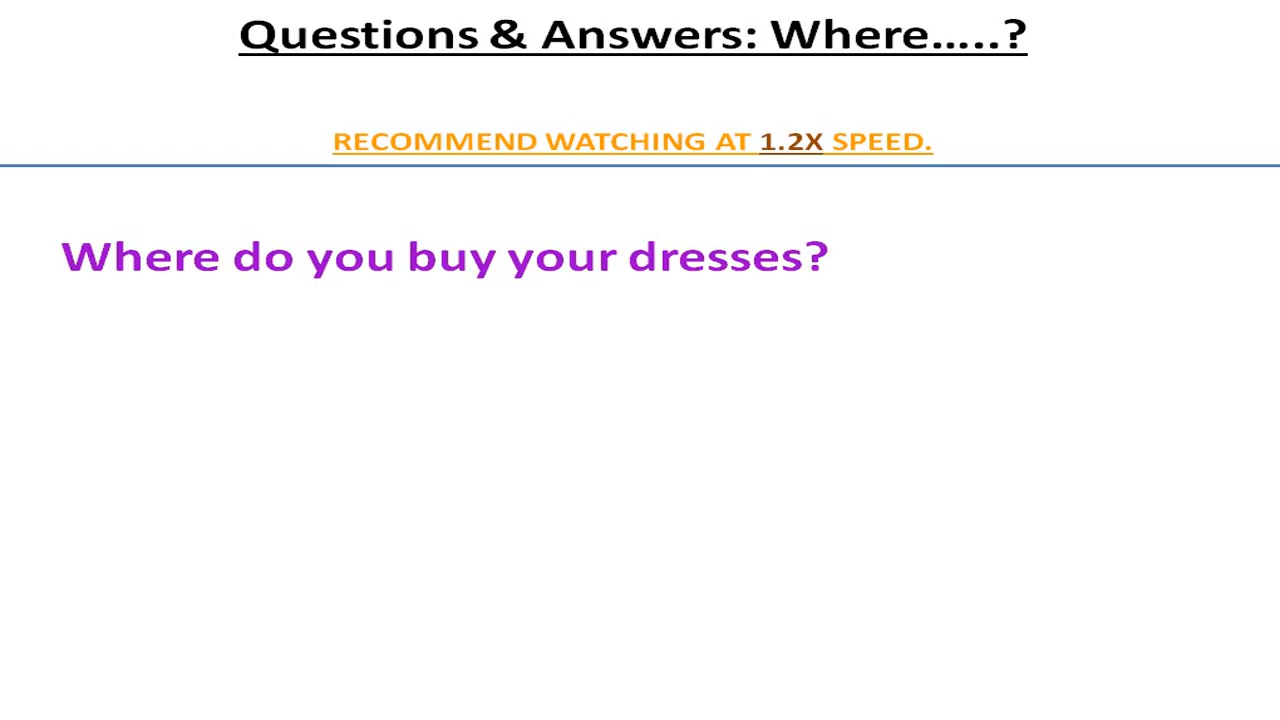 Questions & Answers: Where.....?
RECOMMEND WATCHING AT 1.2X SPEED.
Where do you buy your dresses?